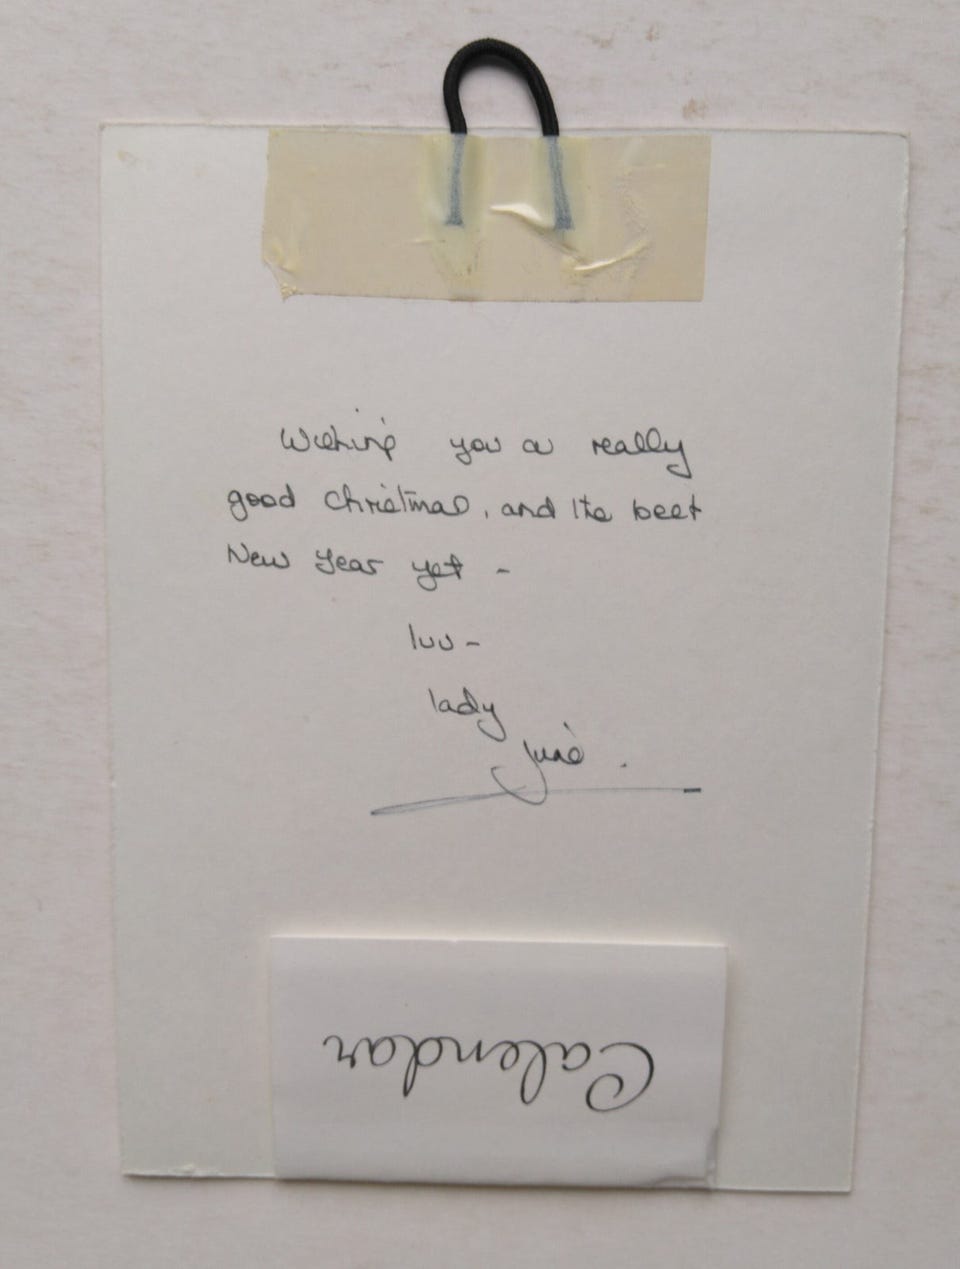 Wishing you a really
good Christmas, and the best
New Year yet -
luv -
lady
June.
Calendar